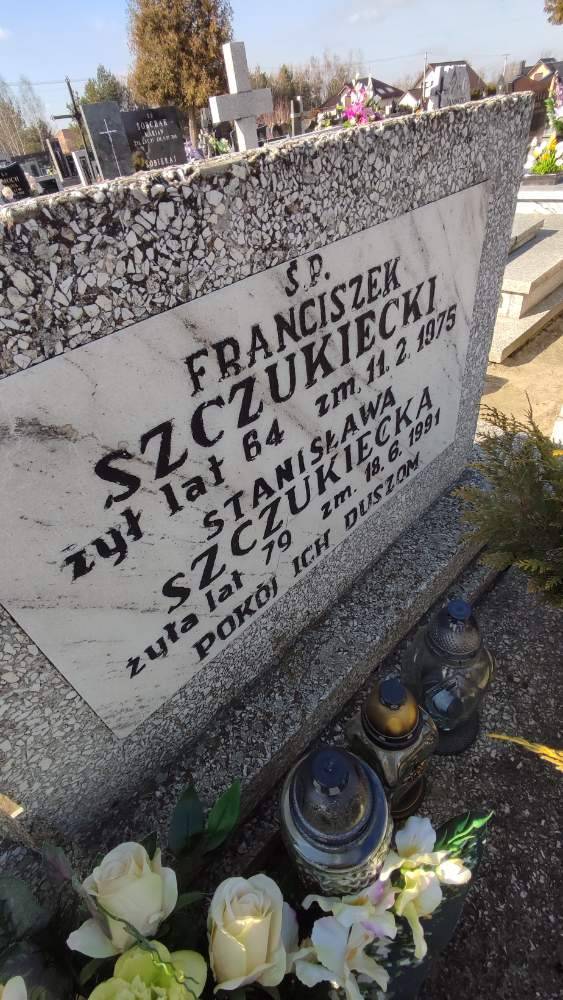 Ś.P.
FRANCISZEK
SZCZUKIECKI
żył lat 64 zm. 11. 2. 1975
STANISŁAWA
SZCZUKIECKA
żyła lat 79 zm. 18. 6. 1991
POKÓJ ICH DUSZOM